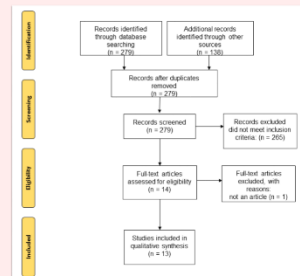 Identification
Records identified
through database
searching
(n = 279)
Additional records
identified through other
sources
(n = 138)
Records after duplicates
removed
(n = 279)
Screening
Records screened
(n = 279)
Records excluded
did not meet inclusion
criteria: (n = 265)
Eligibility
Full-text articles
assessed for eligibility
(n = 14)
Full-text articles
excluded, with
reasons:
not an article (n = 1)
Included
Studies included in
qualitative synthesis
(n = 13)